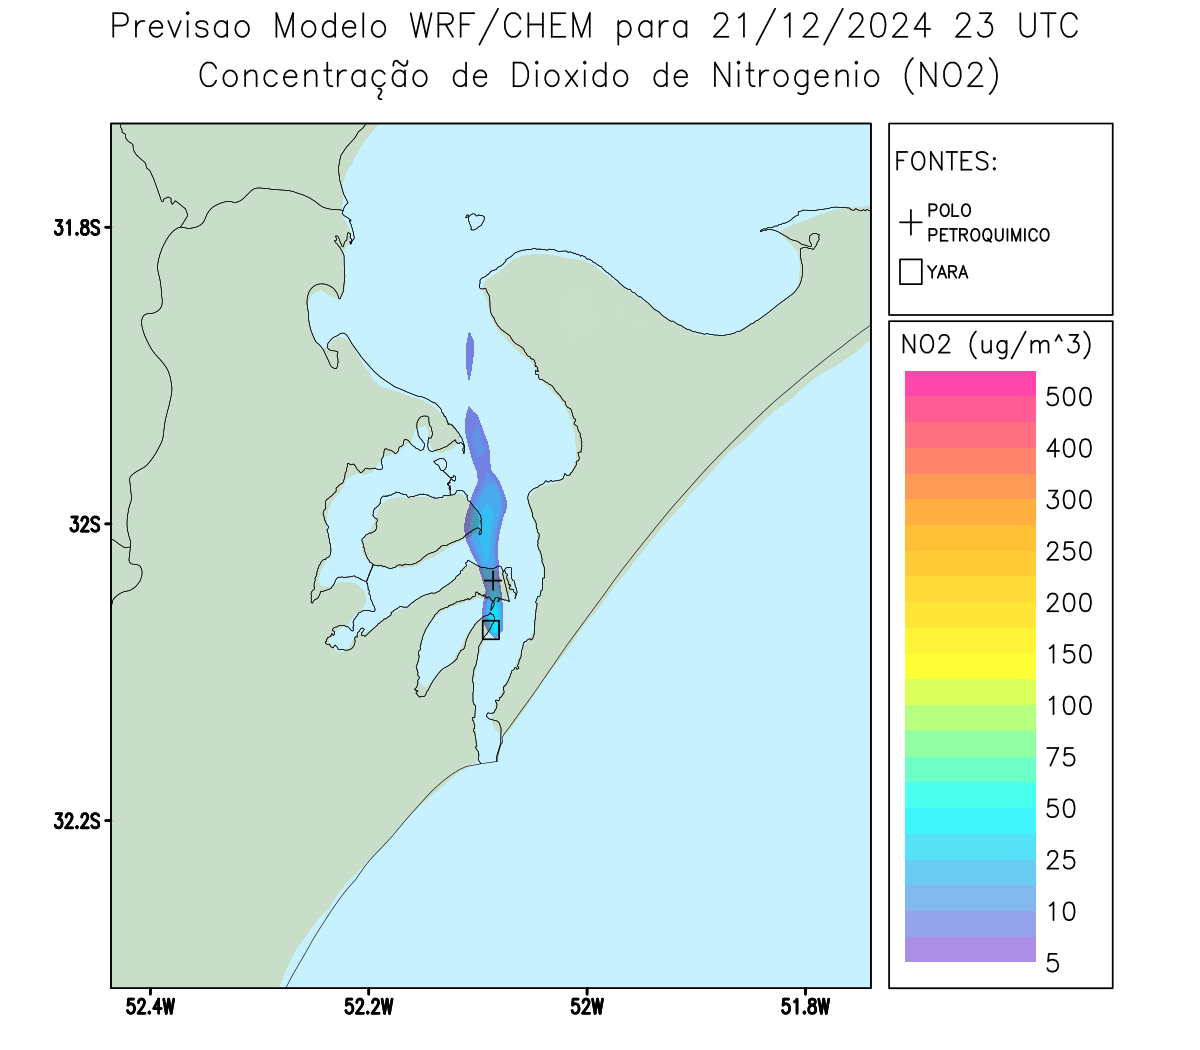 Previsao Modelo WRF/CHEM para 21/12/2024 23 UTC
Concentração de Dioxido de Nitrogenio (NO2)
FONTES:
POLO
PETROQUIMICO
YARA
NO2 (ug/m^3)
500
400
300
250
200
150
100
75
50
25
10
5
31.8S
32S
32.2S
52.4W
52.2W
52W
51.8W